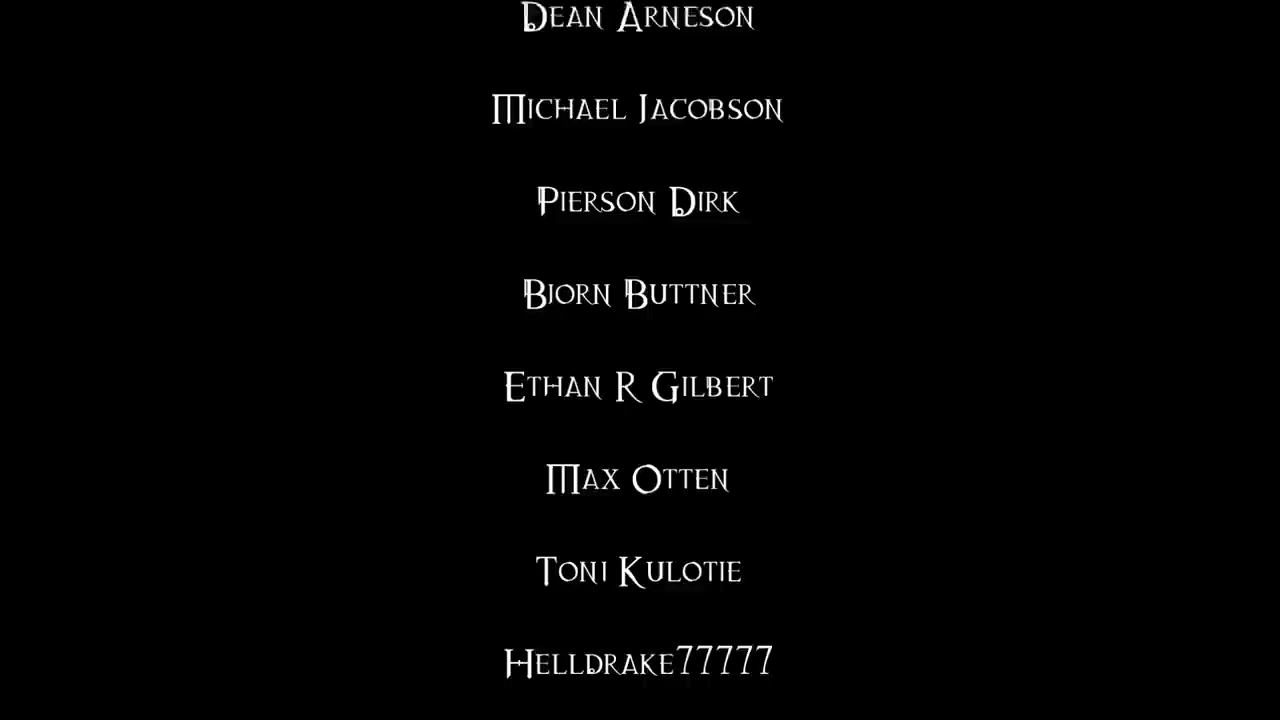 Dean Arneson
Michael Jacobson
Pierson Dirk
Bjorn Buttner
Ethan R Gilbert
Max Otten
Toni Kulotie
Helldrake77777